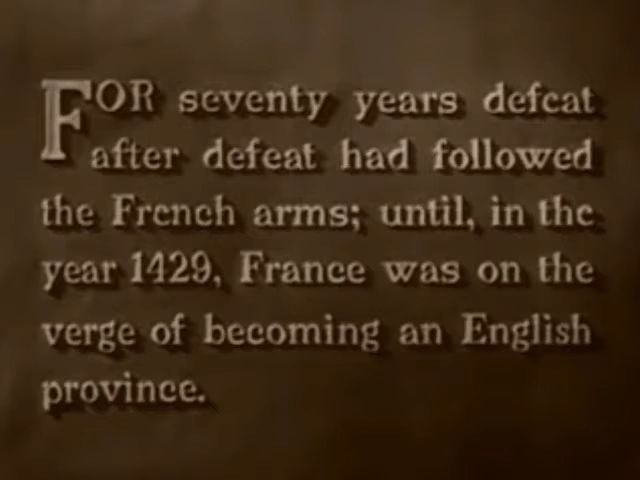 FOR seventy years defeat
after defeat had followed
the French arms; until, in the
year 1429, France was on the
verge of becoming an English
province.